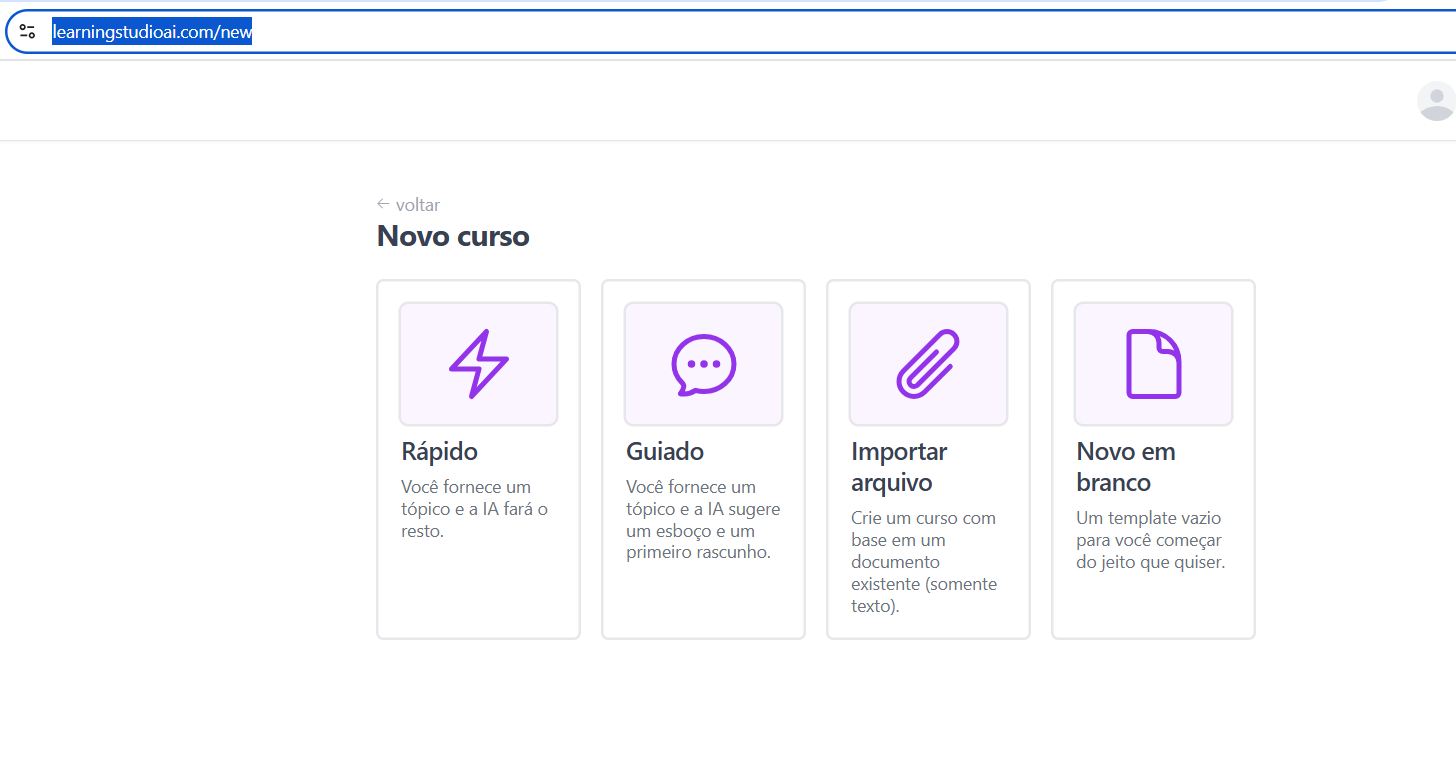 learningstudioai.com/new
← voltar
Novo curso
Rápido
Você fornece um
tópico e a IA fará o
resto.
Guiado
Você fornece um
tópico e a IA sugere
um esboço e um
primeiro rascunho.
Importar
arquivo
Crie um curso com
base em um
documento
existente (somente
texto).
Novo em
branco
Um template vazio
para você começar
do jeito que quiser.